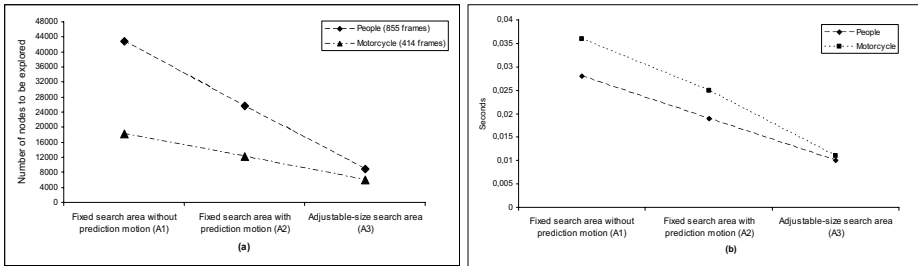 48000
44000
40000
36000
32000
28000
24000
20000
16000
12000
8000
4000
0
Number of nodes to be explored
People (855 frames)
Motorcycle (414 frames)
Fixed search area without
prediction motion (A1)
Fixed search area with
prediction motion (A2)
Adjustable-size search area
(A3)
(a)
0,04
0,035
0,03
0,025
0,02
0,015
0,01
0,005
0
Seconds
People
Motorcycle
Fixed search area without
prediction motion (A1)
Fixed search area with
prediction motion (A2)
Adjustable-size search area
(A3)
(b)